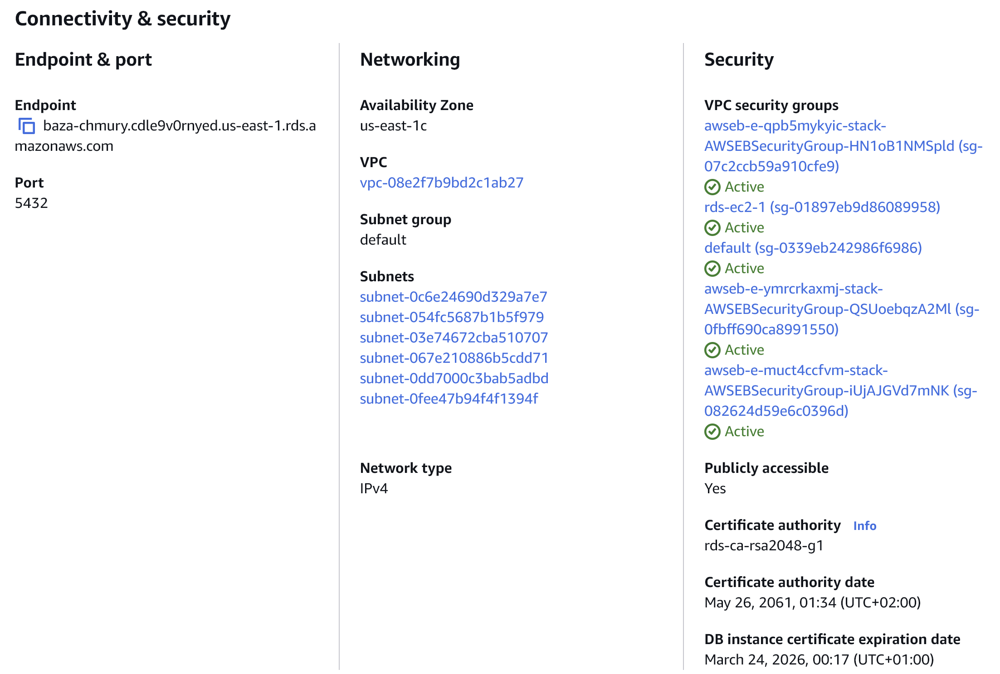 Connectivity & security
Endpoint & port
Endpoint
baza-chmury.cdle9v0rnyed.us-east-1.rds.a
mazonaws.com
Port
5432
Networking
Availability Zone
us-east-1c
VPC
vpc-08e2f7b9bd2c1ab27
Subnet group
default
Subnets
subnet-0c6e24690d329a7e7
subnet-054fc5687b1b5f979
subnet-03e74672cba510707
subnet-067e210886b5cdd71
subnet-0dd7000c3bab5adbd
subnet-0fee47b94f4f1394f
Network type
IPv4
Security
VPC security groups
awseb-e-qpb5mykyic-stack-
AWSEBSecurityGroup-HN1oB1NMSpld (sg-
07c2ccb59a910cfe9)
Active
rds-ec2-1 (sg-01897eb9d86089958)
Active
default (sg-0339eb242986f6986)
Active
awseb-e-ymrcrkaxmj-stack-
AWSEBSecurityGroup-QSUoebqzA2Ml (sg-
0fbff690ca8991550)
Active
awseb-e-muct4ccfvm-stack-
AWSEBSecurityGroup-iUjAJGVd7mNK (sg-
082624d59e6c0396d)
Active
Publicly accessible
Yes
Certificate authority Info
rds-ca-rsa2048-g1
Certificate authority date
May 26, 2061, 01:34 (UTC+02:00)
DB instance certificate expiration date
March 24, 2026, 00:17 (UTC+01:00)